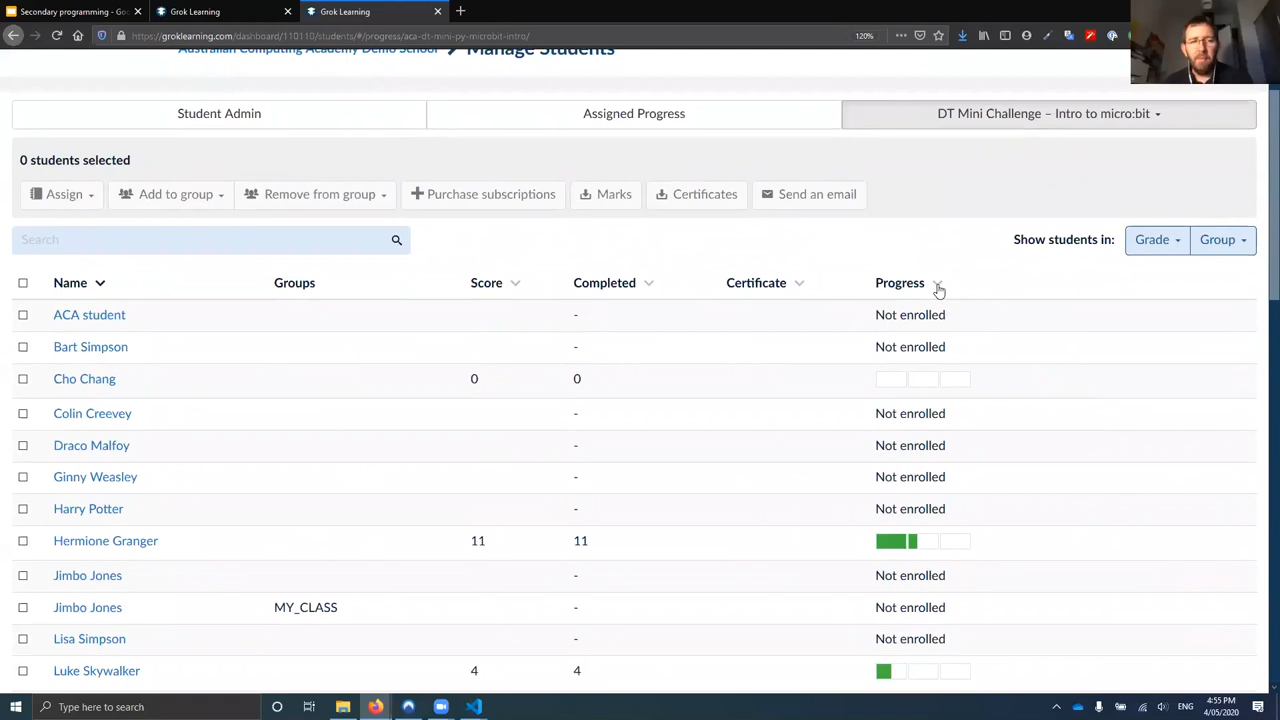 Secondary programming - Goo
Grok Learning
Grok Learning
https://groklearning.com/dashboard/110110/students/#/progress/aca-dt-mini-py-microbit-intro/
120%
Australian Computing Academy Demo School
Manage Students
Student Admin
Assigned Progress
DT Mini Challenge – Intro to micro:bit
0 students selected
Assign
Add to group
Remove from group
Purchase subscriptions
Marks
Certificates
Send an email
Search
Show students in:
Grade
Group
Name Groups Score Completed Certificate Progress
ACA student - Not enrolled
Bart Simpson - Not enrolled
Cho Chang 0 0
Colin Creevey - Not enrolled
Draco Malfoy - Not enrolled
Ginny Weasley - Not enrolled
Harry Potter - Not enrolled
Hermione Granger 11 11
Jimbo Jones - Not enrolled
Jimbo Jones MY_CLASS - Not enrolled
Lisa Simpson - Not enrolled
Luke Skywalker 4 4
Type here to search
4:55 PM
4/05/2020